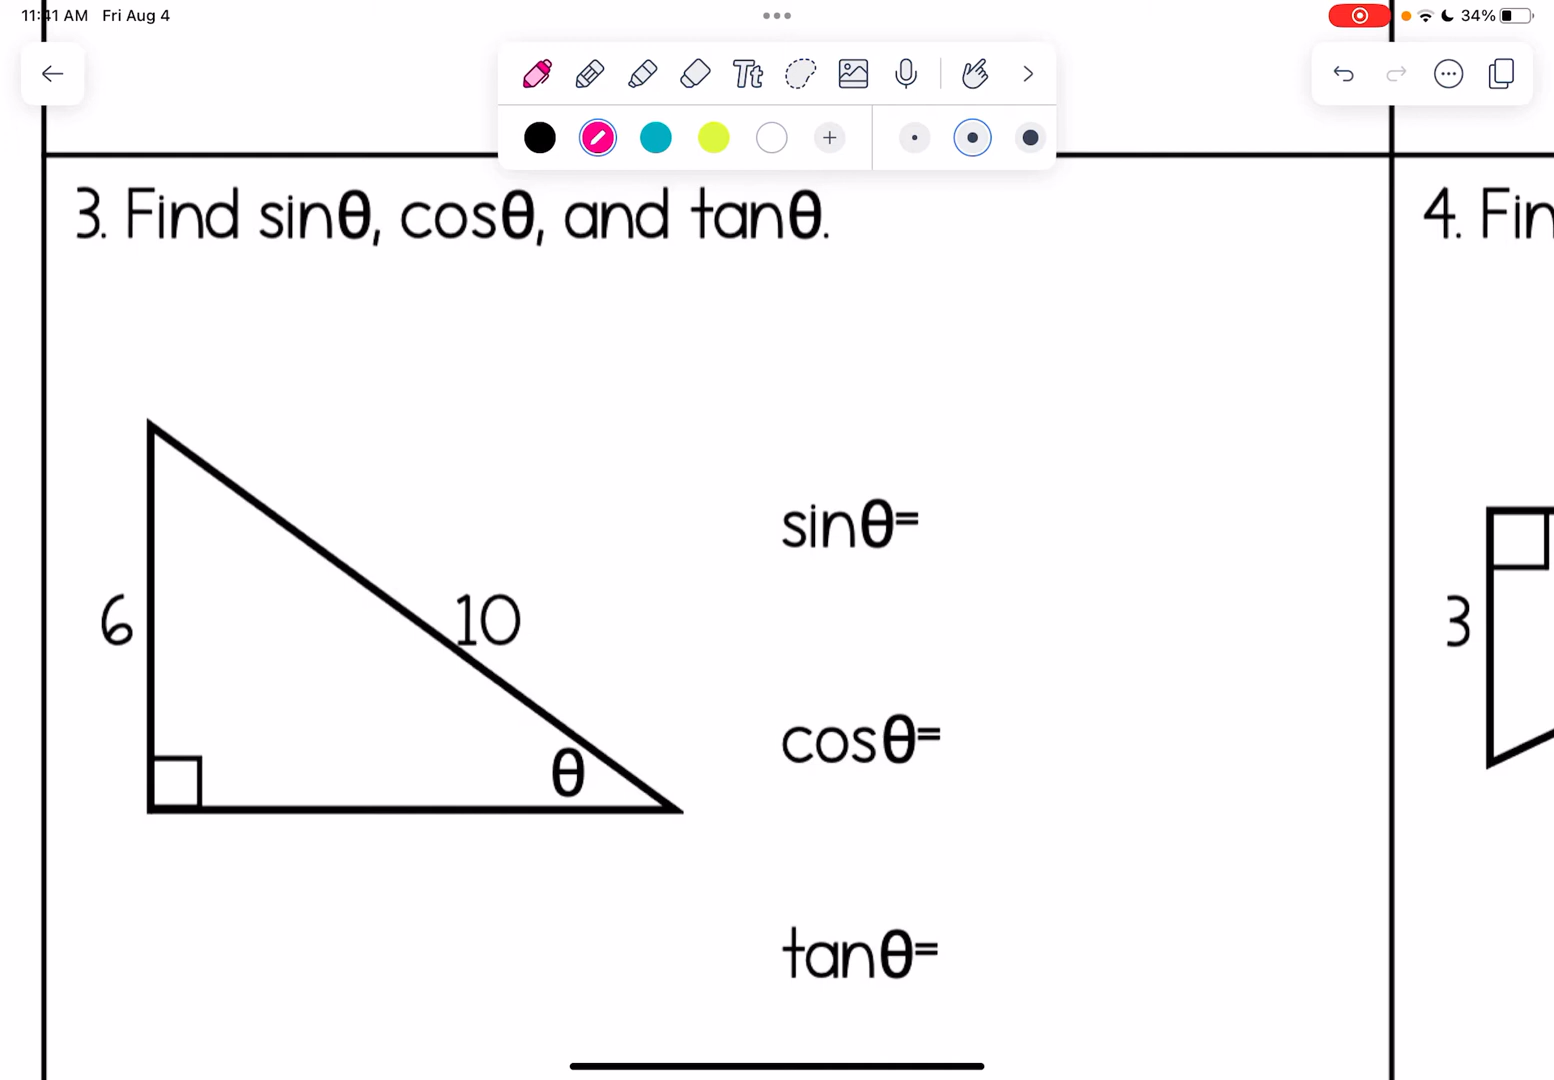 11:41 AM Fri Aug 4
34%
Tt
3. Find sinθ, cosθ, and tanθ.
4. Fin
sinθ=
6
10
3
cosθ=
θ
tanθ=